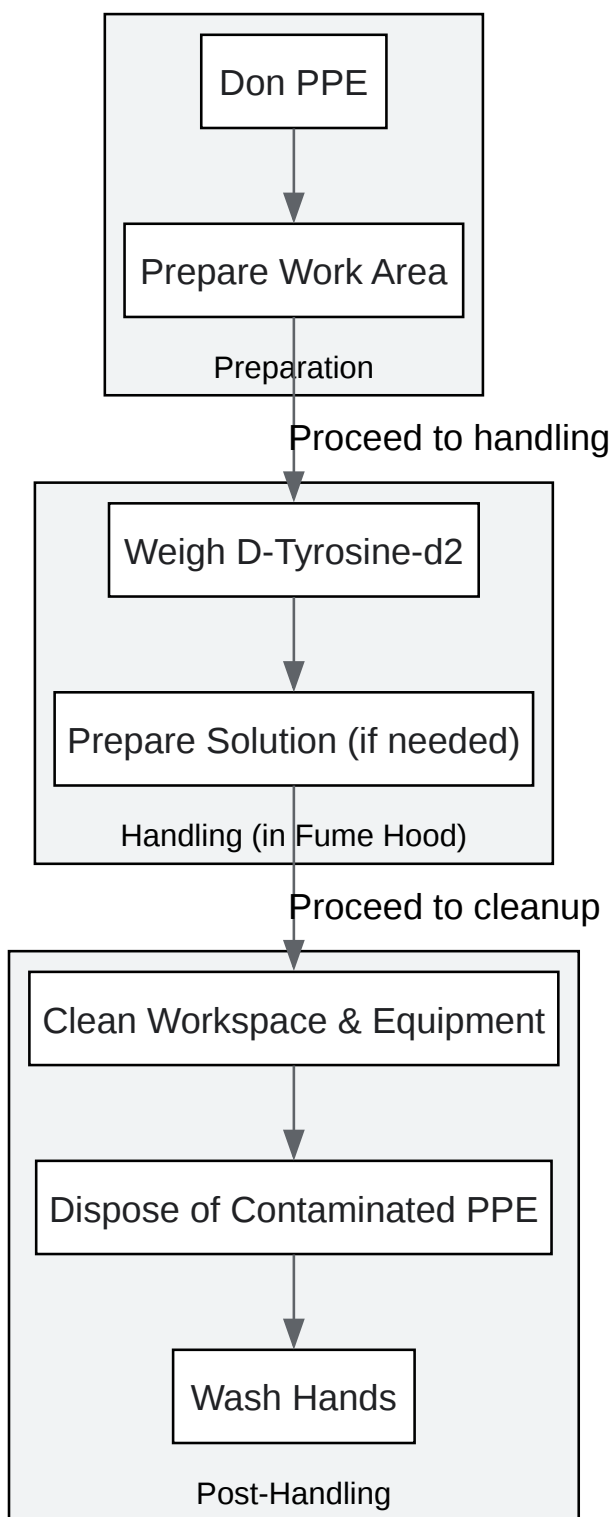 Don PPE
Prepare Work Area
Preparation
Proceed to handling
Weigh D-Tyrosine-d2
Prepare Solution (if needed)
Handling (in Fume Hood)
Proceed to cleanup
Clean Workspace & Equipment
Dispose of Contaminated PPE
Wash Hands
Post-Handling